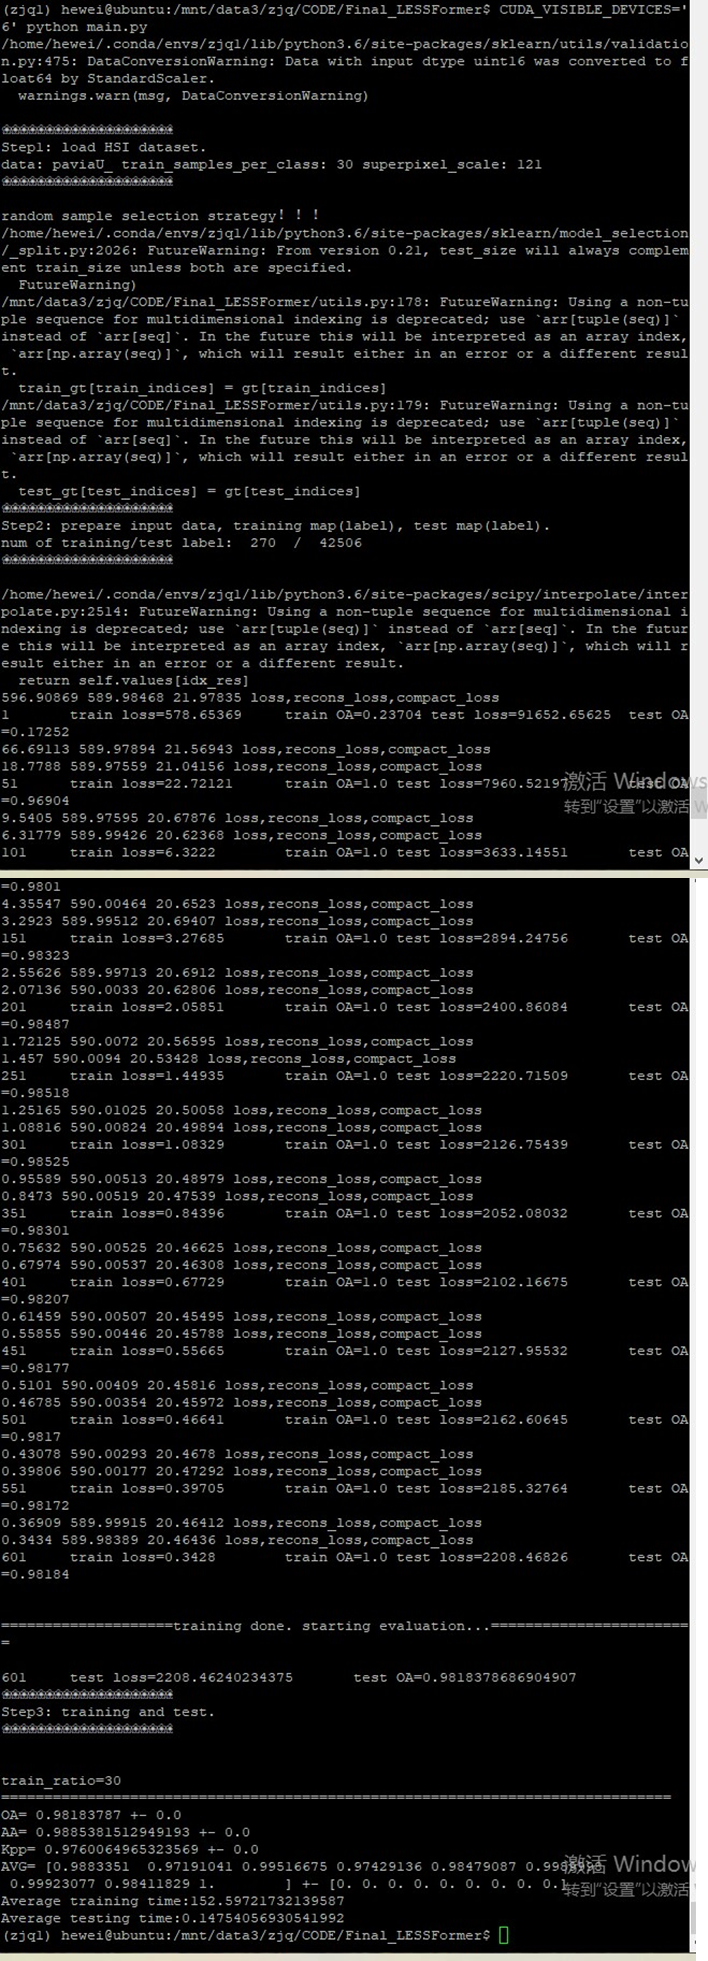 (zjq1) hewei@ubuntu:/mnt/data3/zjq/CODE/Final_LESSFormer$ CUDA_VISIBLE_DEVICES='
6' python main.py
/home/hewei/.conda/envs/zjq1/lib/python3.6/site-packages/sklearn/utils/validatio
n.py:475: DataConversionWarning: Data with input dtype uint16 was converted to f
loat64 by StandardScaler.
warnings.warn(msg, DataConversionWarning)
Step1: load HSI dataset.
data: paviaU_ train_samples_per_class: 30 superpixel_scale: 121
random sample selection strategy! ! !
/home/hewei/.conda/envs/zjq1/lib/python3.6/site-packages/sklearn/model_selection
/_split.py:2026: FutureWarning: From version 0.21, test_size will always complem
ent train_size unless both are specified.
FutureWarning)
/mnt/data3/zjq/CODE/Final_LESSFormer/utils.py:178: FutureWarning: Using a non-tu
ple sequence for multidimensional indexing is deprecated; use `arr[tuple(seq)]`
instead of `arr[seq]`. In the future this will be interpreted as an array index,
`arr[np.array(seq)]`, which will result either in an error or a different resul
t.
train_gt[train_indices] = gt[train_indices]
/mnt/data3/zjq/CODE/Final_LESSFormer/utils.py:179: FutureWarning: Using a non-tu
ple sequence for multidimensional indexing is deprecated; use `arr[tuple(seq)]`
instead of `arr[seq]`. In the future this will be interpreted as an array index,
`arr[np.array(seq)]`, which will result either in an error or a different resul
t.
test_gt[test_indices] = gt[test_indices]
Step2: prepare input data, training map(label), test map(label).
num of training/test label:  270  /  42506
/home/hewei/.conda/envs/zjq1/lib/python3.6/site-packages/scipy/interpolate/inter
polate.py:2514: FutureWarning: Using a non-tuple sequence for multidimensional i
ndexing is deprecated; use `arr[tuple(seq)]` instead of `arr[seq]`. In the futur
e this will be interpreted as an array index, `arr[np.array(seq)]`, which will r
esult either in an error or a different result.
return self.values[idx_res]
596.90869 589.98468 21.97835 loss,recons_loss,compact_loss
1 train loss=578.65369 train OA=0.23704 test loss=91652.65625 test OA
=0.17252
66.69113 589.97894 21.56943 loss,recons_loss,compact_loss
18.7788 589.97559 21.04156 loss,recons_loss,compact_loss
51 train loss=22.72121 train OA=1.0 test loss=7960.52197 test OA
=0.96904
激活 Windows
转到"设置"以激活 W
9.5405 589.97595 20.67876 loss,recons_loss,compact_loss
6.31779 589.99426 20.62368 loss,recons_loss,compact_loss
101 train loss=6.3222 train OA=1.0 test loss=3633.14551 test OA
=0.9801
4.35547 590.00464 20.6523 loss,recons_loss,compact_loss
3.2923 589.99512 20.69407 loss,recons_loss,compact_loss
151 train loss=3.27685 train OA=1.0 test loss=2894.24756 test OA
=0.98323
2.55626 589.99713 20.6912 loss,recons_loss,compact_loss
2.07136 590.0033 20.62806 loss,recons_loss,compact_loss
201 train loss=2.05851 train OA=1.0 test loss=2400.86084 test OA
=0.98487
1.72125 590.0072 20.56595 loss,recons_loss,compact_loss
1.457 590.0094 20.53428 loss,recons_loss,compact_loss
251 train loss=1.44935 train OA=1.0 test loss=2220.71509 test OA
=0.98518
1.25165 590.01025 20.50058 loss,recons_loss,compact_loss
1.08816 590.00824 20.49894 loss,recons_loss,compact_loss
301 train loss=1.08329 train OA=1.0 test loss=2126.75439 test OA
=0.98525
0.95589 590.00513 20.48979 loss,recons_loss,compact_loss
0.8473 590.00519 20.47539 loss,recons_loss,compact_loss
351 train loss=0.84396 train OA=1.0 test loss=2052.08032 test OA
=0.98301
0.75632 590.00525 20.46625 loss,recons_loss,compact_loss
0.67974 590.00537 20.46308 loss,recons_loss,compact_loss
401 train loss=0.67729 train OA=1.0 test loss=2102.16675 test OA
=0.98207
0.61459 590.00507 20.45495 loss,recons_loss,compact_loss
0.55855 590.00446 20.45788 loss,recons_loss,compact_loss
451 train loss=0.55665 train OA=1.0 test loss=2127.95532 test OA
=0.98177
0.5101 590.00409 20.45816 loss,recons_loss,compact_loss
0.46785 590.00354 20.45972 loss,recons_loss,compact_loss
501 train loss=0.46641 train OA=1.0 test loss=2162.60645 test OA
=0.9817
0.43078 590.00293 20.4678 loss,recons_loss,compact_loss
0.39806 590.00177 20.47292 loss,recons_loss,compact_loss
551 train loss=0.39705 train OA=1.0 test loss=2185.32764 test OA
=0.98172
0.36909 589.99915 20.46412 loss,recons_loss,compact_loss
0.3434 589.98389 20.46436 loss,recons_loss,compact_loss
601 train loss=0.3428 train OA=1.0 test loss=2208.46826 test OA
=0.98184
====================training done. starting evaluation...=======================
=
601 test loss=2208.46240234375 test OA=0.9818378686904907
Step3: training and test.
train_ratio=30
==============================================================================
OA= 0.98183787 +- 0.0
AA= 0.9885381512949193 +- 0.0
Kpp= 0.9760064965323569 +- 0.0
AVG= [0.9883351 0.97191041 0.99516675 0.97429136 0.98479087
0.99923077 0.98411829 1. ] +- [0. 0. 0. 0. 0. 0. 0. 0. 0.]
激活 Window
转到"设置"以激活
Average training time:152.59721732139587
Average testing time:0.14754056930541992
(zjq1) hewei@ubuntu:/mnt/data3/zjq/CODE/Final_LESSFormer$